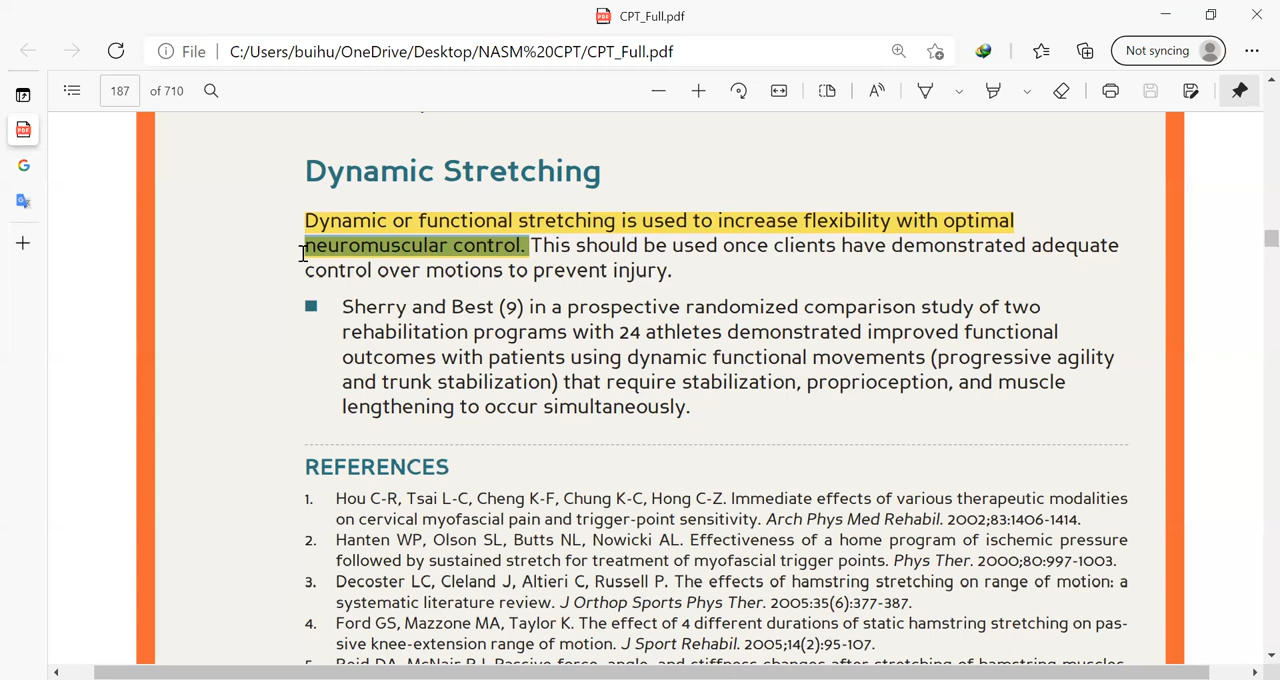 CPT_Full.pdf
File C:/Users/buihu/OneDrive/Desktop/NASM%20CPT/CPT_Full.pdf
Not syncing
187 of 710
Dynamic Stretching
Dynamic or functional stretching is used to increase flexibility with optimal
neuromuscular control. This should be used once clients have demonstrated adequate
control over motions to prevent injury.
Sherry and Best (9) in a prospective randomized comparison study of two
rehabilitation programs with 24 athletes demonstrated improved functional
outcomes with patients using dynamic functional movements (progressive agility
and trunk stabilization) that require stabilization, proprioception, and muscle
lengthening to occur simultaneously.
REFERENCES
1. Hou C-R, Tsai L-C, Cheng K-F, Chung K-C, Hong C-Z. Immediate effects of various therapeutic modalities
on cervical myofascial pain and trigger-point sensitivity. Arch Phys Med Rehabil. 2002;83:1406-1414.
2. Hanten WP, Olson SL, Butts NL, Nowicki AL. Effectiveness of a home program of ischemic pressure
followed by sustained stretch for treatment of myofascial trigger points. Phys Ther. 2000;80:997-1003.
3. Decoster LC, Cleland J, Altieri C, Russell P. The effects of hamstring stretching on range of motion: a
systematic literature review. J Orthop Sports Phys Ther. 2005:35(6):377-387.
4. Ford GS, Mazzone MA, Taylor K. The effect of 4 different durations of static hamstring stretching on pas-
sive knee-extension range of motion. J Sport Rehabil. 2005;14(2):95-107.